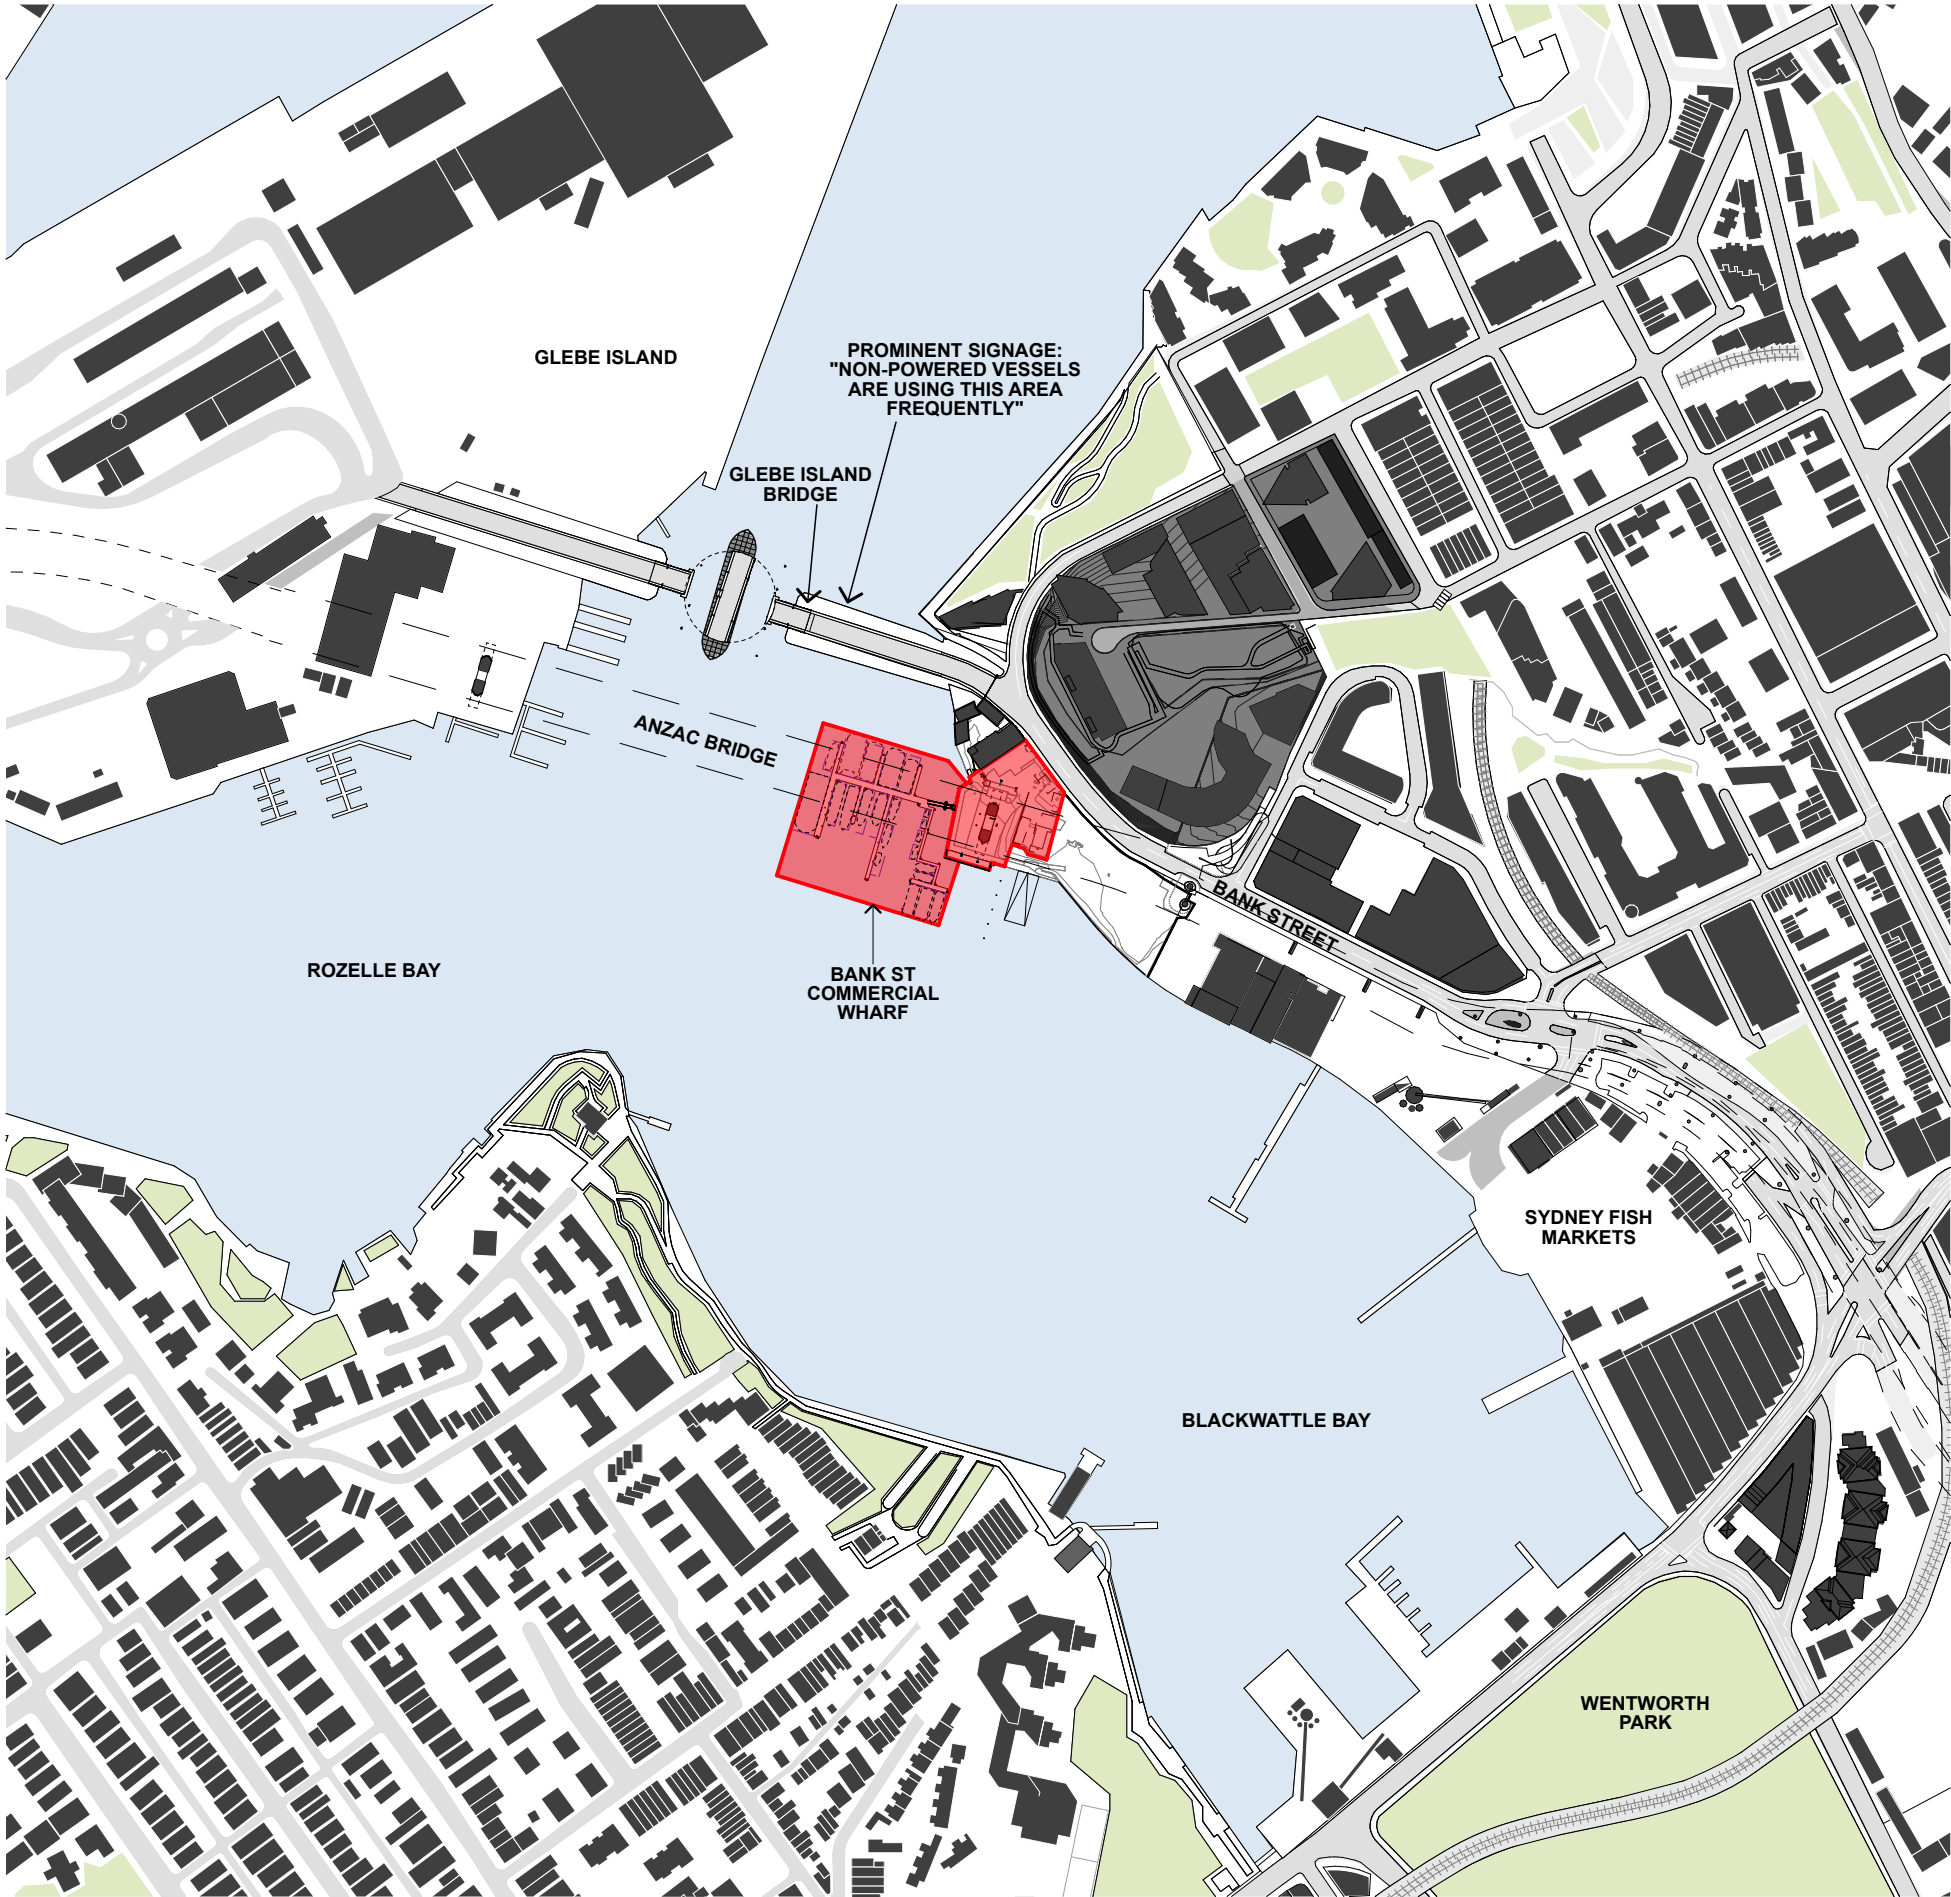 GLEBE ISLAND
PROMINENT SIGNAGE:
"NON-POWERED VESSELS
ARE USING THIS AREA
FREQUENTLY"
GLEBE ISLAND
BRIDGE
ANZAC BRIDGE
BANK STREET
ROZELLE BAY
BANK ST
COMMERCIAL
WHARF
SYDNEY FISH
MARKETS
BLACKWATTLE BAY
WENTWORTH
PARK